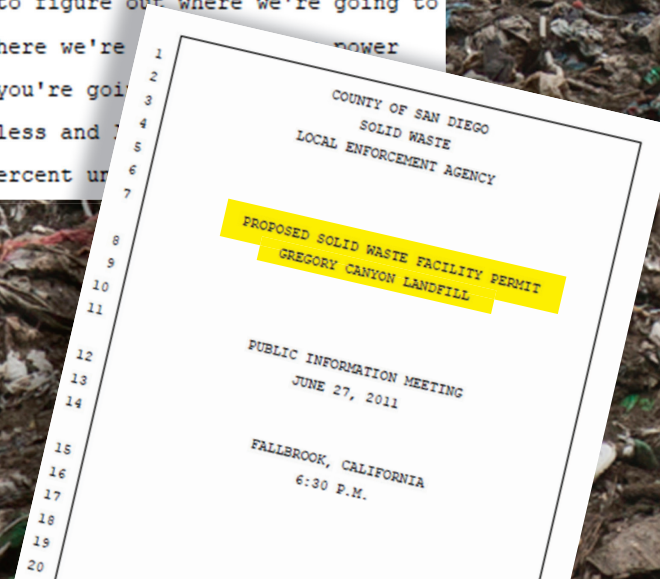 to figure out where we're going to
here we're power
you're goi
less and
ercent un
1
2
3
4
5
6
7
8
9
10
11
12
13
14
15
16
17
18
19
20
COUNTY OF SAN DIEGO
SOLID WASTE
LOCAL ENFORCEMENT AGENCY
PROPOSED SOLID WASTE FACILITY PERMIT
GREGORY CANYON LANDFILL
PUBLIC INFORMATION MEETING
JUNE 27, 2011
FALLBROOK, CALIFORNIA
6:30 P.M.